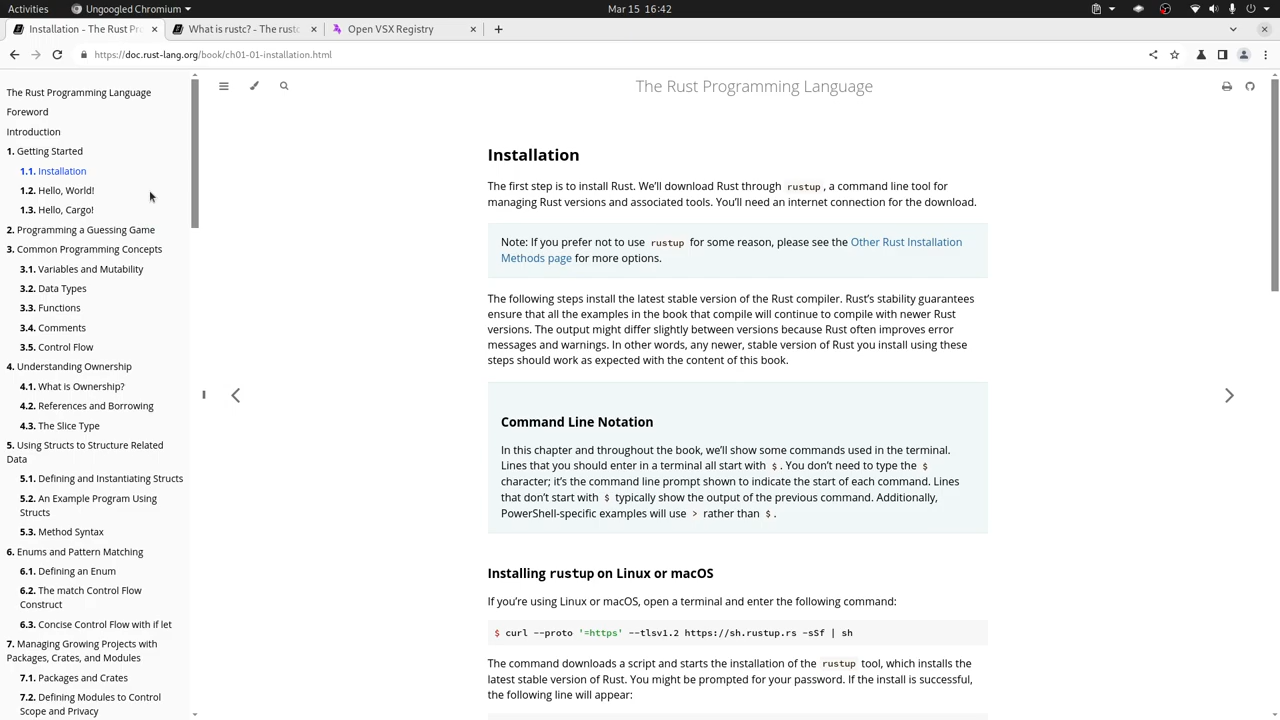 Activities
Ungoogled Chromium
Mar 15 16:42
Installation - The Rust Pr
What is rustc? - The rustc
Open VSX Registry
https://doc.rust-lang.org/book/ch01-01-installation.html
The Rust Programming Language
Foreword
Introduction
1. Getting Started
1.1. Installation
1.2. Hello, World!
1.3. Hello, Cargo!
2. Programming a Guessing Game
3. Common Programming Concepts
3.1. Variables and Mutability
3.2. Data Types
3.3. Functions
3.4. Comments
3.5. Control Flow
4. Understanding Ownership
4.1. What is Ownership?
4.2. References and Borrowing
4.3. The Slice Type
5. Using Structs to Structure Related
Data
5.1. Defining and Instantiating Structs
5.2. An Example Program Using
Structs
5.3. Method Syntax
6. Enums and Pattern Matching
6.1. Defining an Enum
6.2. The match Control Flow
Construct
6.3. Concise Control Flow with if let
7. Managing Growing Projects with
Packages, Crates, and Modules
7.1. Packages and Crates
7.2. Defining Modules to Control
Scope and Privacy
The Rust Programming Language
Installation
The first step is to install Rust. We’ll download Rust through rustup, a command line tool for
managing Rust versions and associated tools. You’ll need an internet connection for the download.
Note: If you prefer not to use rustup for some reason, please see the Other Rust Installation
Methods page for more options.
The following steps install the latest stable version of the Rust compiler. Rust’s stability guarantees
ensure that all the examples in the book that compile will continue to compile with newer Rust
versions. The output might differ slightly between versions because Rust often improves error
messages and warnings. In other words, any newer, stable version of Rust you install using these
steps should work as expected with the content of this book.
Command Line Notation
In this chapter and throughout the book, we’ll show some commands used in the terminal.
Lines that you should enter in a terminal all start with $. You don’t need to type the $
character; it’s the command line prompt shown to indicate the start of each command. Lines
that don’t start with $ typically show the output of the previous command. Additionally,
PowerShell-specific examples will use > rather than $.
Installing rustup on Linux or macOS
If you’re using Linux or macOS, open a terminal and enter the following command:
$ curl --proto '=https' --tlsv1.2 https://sh.rustup.rs -sSf | sh
The command downloads a script and starts the installation of the rustup tool, which installs the
latest stable version of Rust. You might be prompted for your password. If the install is successful,
the following line will appear: